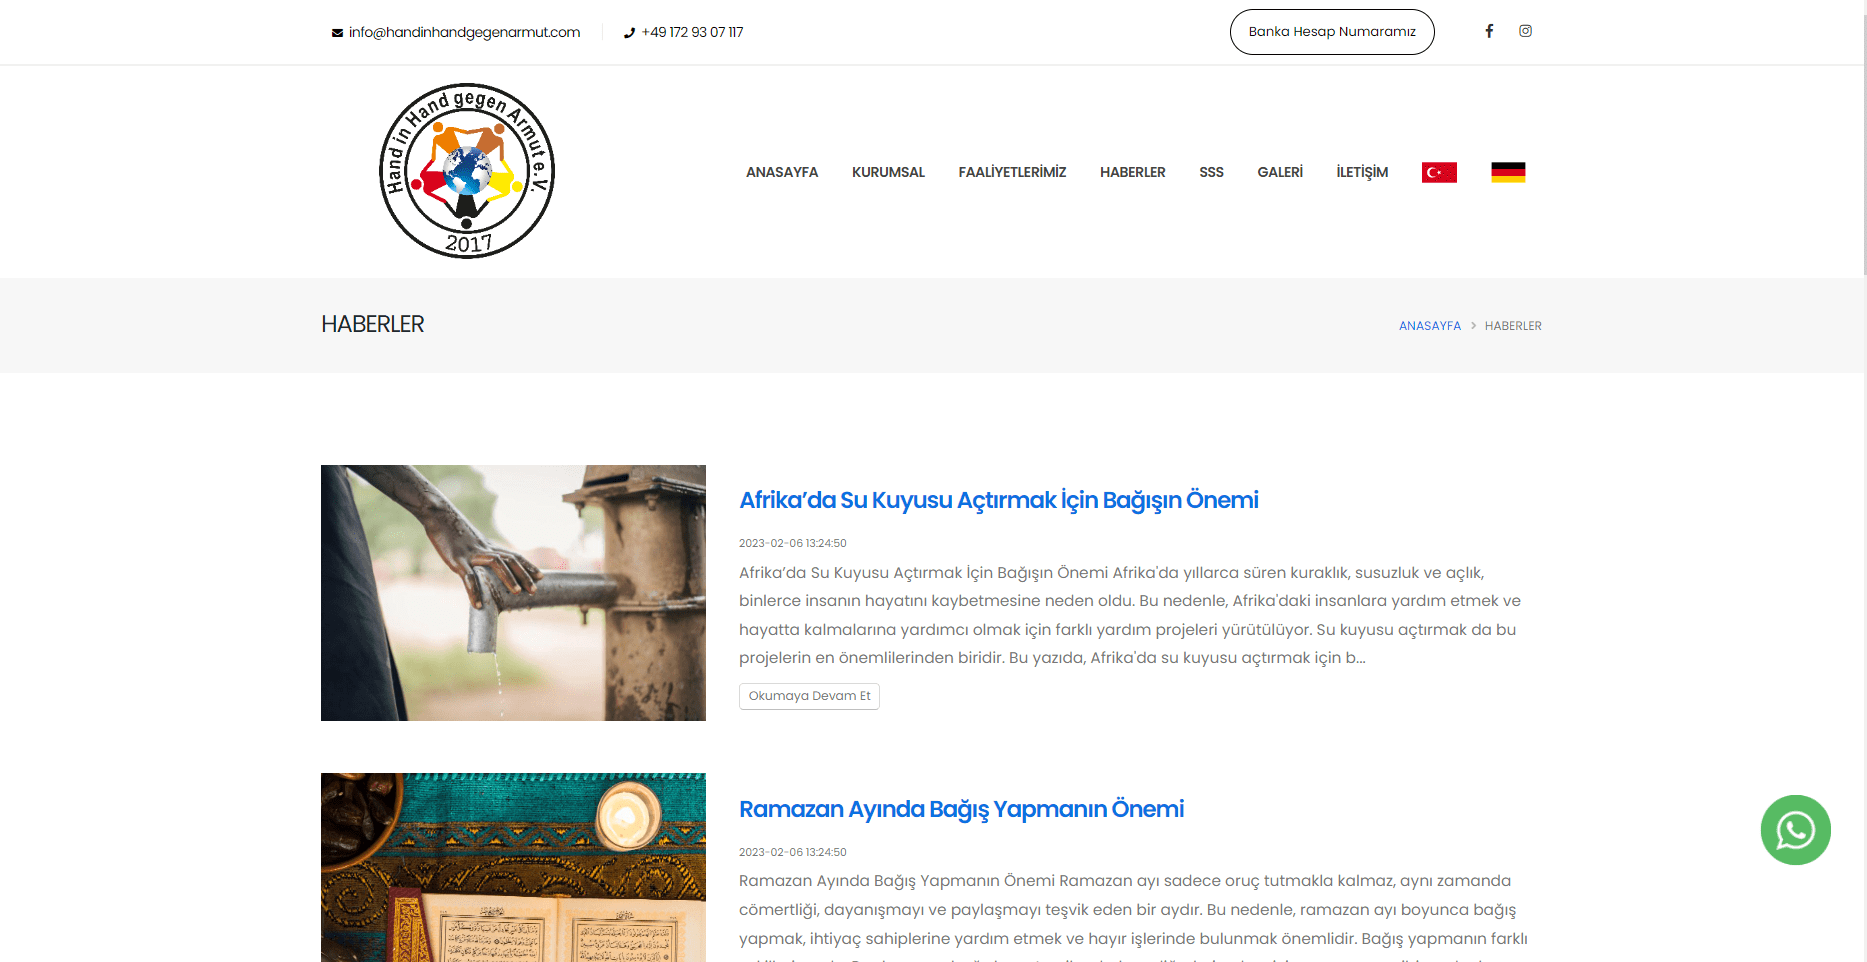 info@handinhandgegenarmut.com
+49 172 93 07 117
Banka Hesap Numaramız
Hand in Hand gegen Armut e.V.
2017
ANASAYFA
KURUMSAL
FAALİYETLERİMİZ
HABERLER
SSS
GALERİ
İLETİŞİM
HABERLER
ANASAYFA > HABERLER
Afrika’da Su Kuyusu Açtırmak İçin Bağışın Önemi
2023-02-06 13:24:50
Afrika’da Su Kuyusu Açtırmak İçin Bağışın Önemi Afrika'da yıllarca süren kuraklık, susuzluk ve açlık,
binlerce insanın hayatını kaybetmesine neden oldu. Bu nedenle, Afrika'daki insanlara yardım etmek ve
hayatta kalmalarına yardımcı olmak için farklı yardım projeleri yürütülüyor. Su kuyusu açtırmak da bu
projelerin en önemlilerinden biridir. Bu yazıda, Afrika'da su kuyusu açtırmak için b...
Okumaya Devam Et
Ramazan Ayında Bağış Yapmanın Önemi
2023-02-06 13:24:50
Ramazan Ayında Bağış Yapmanın Önemi Ramazan ayı sadece oruç tutmakla kalmaz, aynı zamanda
cömertliği, dayanışmayı ve paylaşmayı teşvik eden bir aydır. Bu nedenle, ramazan ayı boyunca bağış
yapmak, ihtiyaç sahiplerine yardım etmek ve hayır işlerinde bulunmak önemlidir. Bağış yapmanın farklı